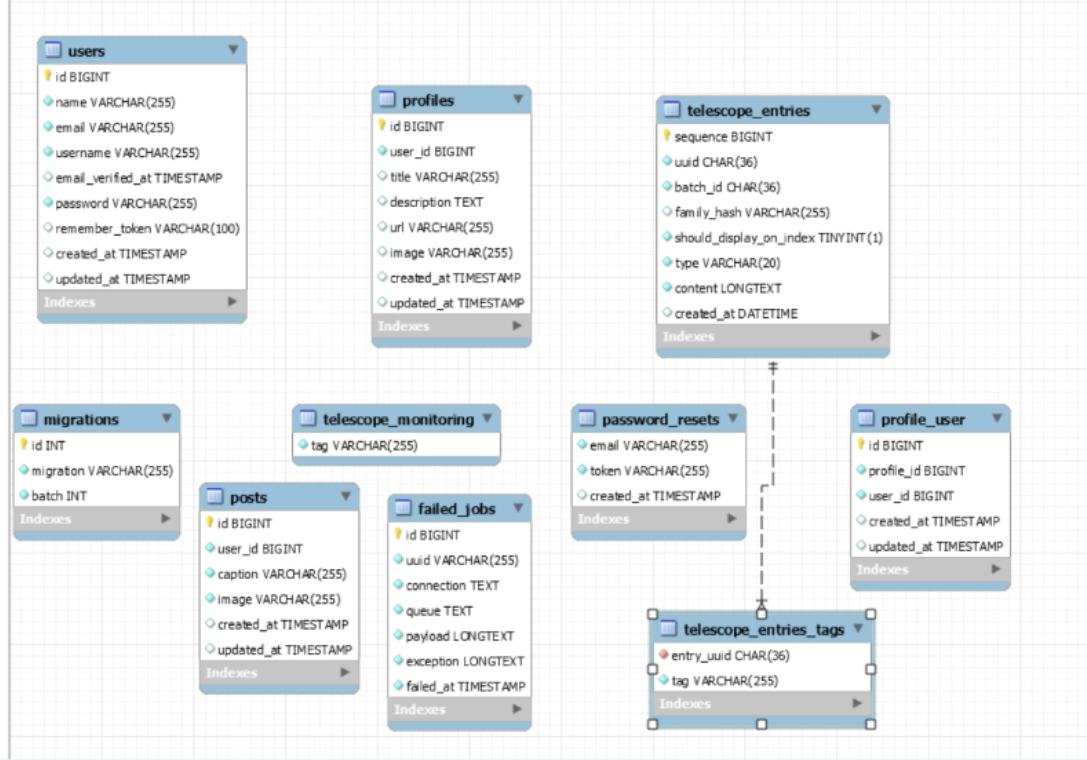 users
id BIGINT
name VARCHAR(255)
email VARCHAR(255)
username VARCHAR(255)
email_verified_at TIMESTAMP
password VARCHAR(255)
remember_token VARCHAR(100)
created_at TIMESTAMP
updated_at TIMESTAMP
Indexes
profiles
id BIGINT
user_id BIGINT
title VARCHAR(255)
description TEXT
url VARCHAR(255)
image VARCHAR(255)
created_at TIMESTAMP
updated_at TIMESTAMP
Indexes
telescope_entries
sequence BIGINT
uuid CHAR(36)
batch_id CHAR(36)
family_hash VARCHAR(255)
should_display_on_index TINYINT(1)
type VARCHAR(20)
content LONGTEXT
created_at DATETIME
Indexes
migrations
id INT
migration VARCHAR(255)
batch INT
Indexes
telescope_monitoring
tag VARCHAR(255)
password_resets
email VARCHAR(255)
token VARCHAR(255)
created_at TIMESTAMP
Indexes
profile_user
id BIGINT
profile_id BIGINT
user_id BIGINT
created_at TIMESTAMP
updated_at TIMESTAMP
Indexes
posts
id BIGINT
user_id BIGINT
caption VARCHAR(255)
image VARCHAR(255)
created_at TIMESTAMP
updated_at TIMESTAMP
Indexes
failed_jobs
id BIGINT
uuid VARCHAR(255)
connection TEXT
queue TEXT
payload LONGTEXT
exception LONGTEXT
failed_at TIMESTAMP
Indexes
telescope_entries_tags
entry_uuid CHAR(36)
tag VARCHAR(255)
Indexes